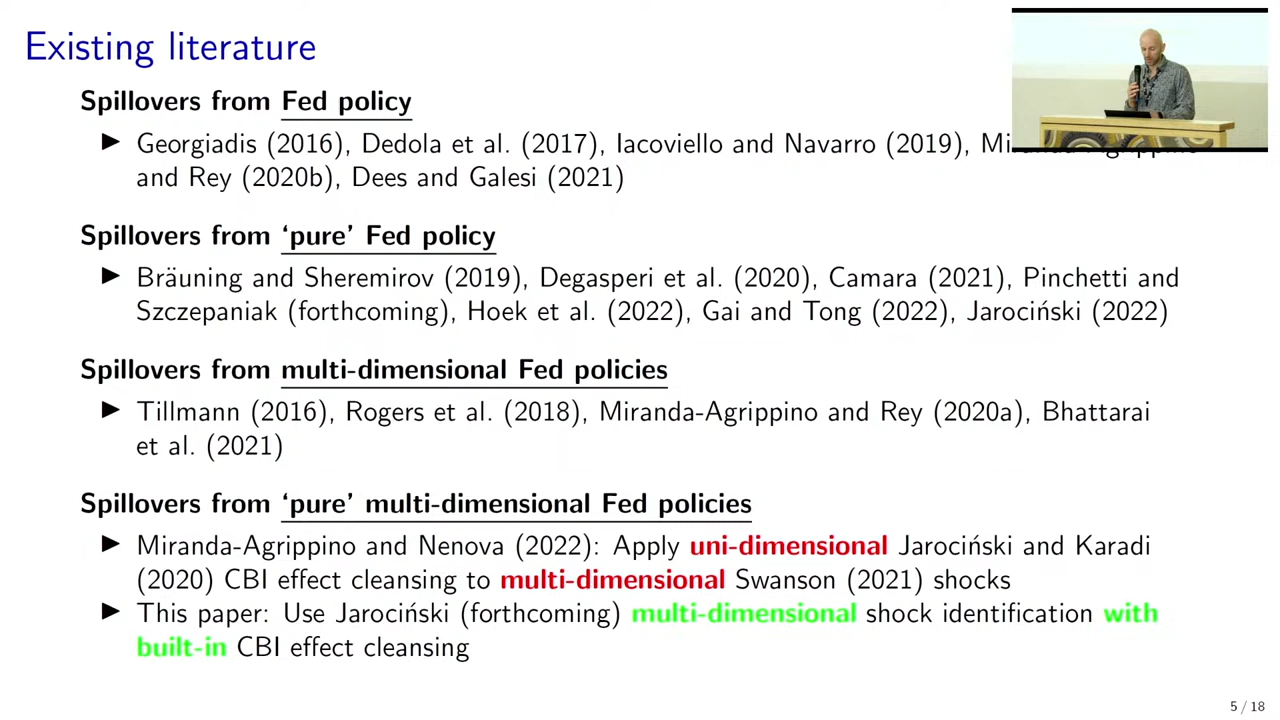 Existing literature
Spillovers from Fed policy
▶ Georgiadis (2016), Dedola et al. (2017), Iacoviello and Navarro (2019),
and Rey (2020b), Dees and Galesi (2021)
Spillovers from ‘pure’ Fed policy
▶ Bräuning and Sheremirov (2019), Degasperi et al. (2020), Camara (2021), Pinchetti and
Szczepaniak (forthcoming), Hoek et al. (2022), Gai and Tong (2022), Jarociński (2022)
Spillovers from multi-dimensional Fed policies
▶ Tillmann (2016), Rogers et al. (2018), Miranda-Agrippino and Rey (2020a), Bhattarai
et al. (2021)
Spillovers from ‘pure’ multi-dimensional Fed policies
▶ Miranda-Agrippino and Nenova (2022): Apply uni-dimensional Jarociński and Karadi
(2020) CBI effect cleansing to multi-dimensional Swanson (2021) shocks
▶ This paper: Use Jarociński (forthcoming) multi-dimensional shock identification with
built-in CBI effect cleansing
5 / 18